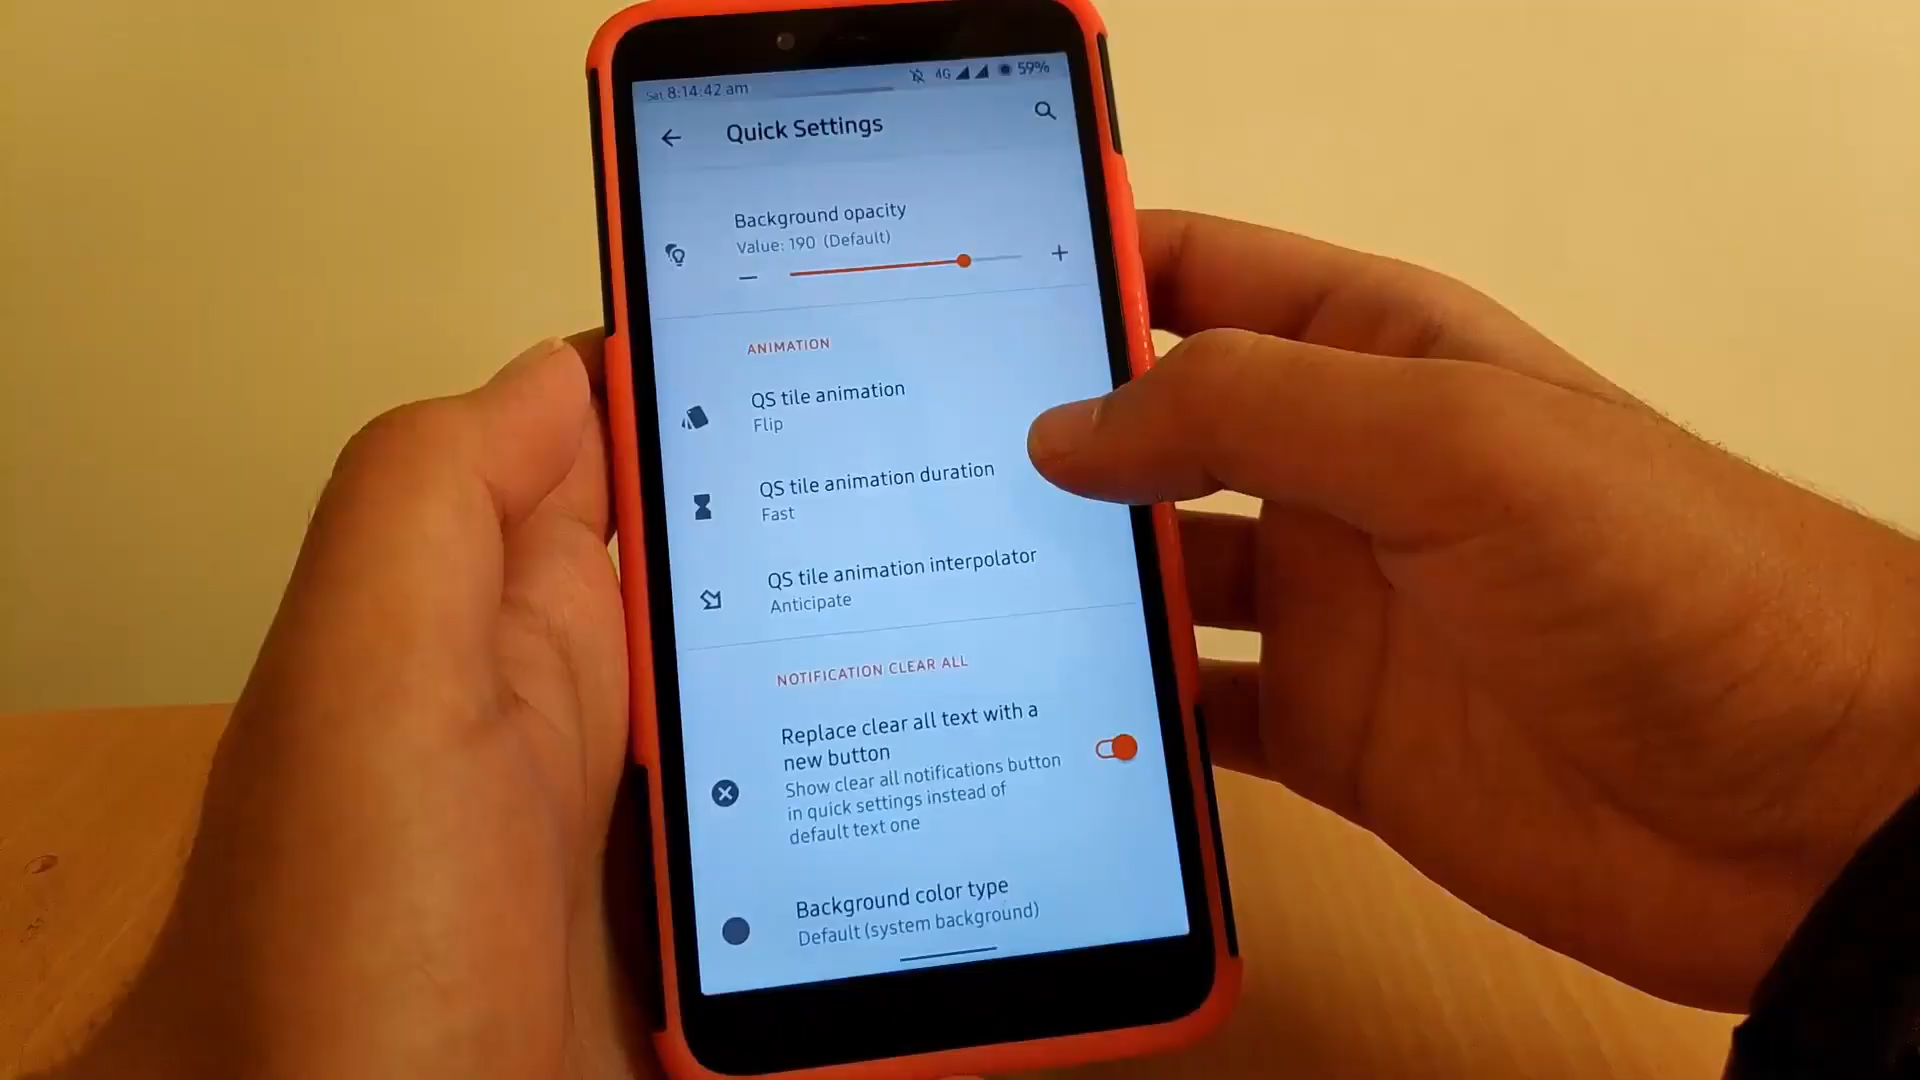 Sat 8:14:42 am
4G
59%
Quick Settings
Background opacity
Value: 190 (Default)
ANIMATION
QS tile animation
Flip
QS tile animation duration
Fast
QS tile animation interpolator
Anticipate
NOTIFICATION CLEAR ALL
Replace clear all text with a
new button
Show clear all notifications button
in quick settings instead of
default text one
Background color type
Default (system background)